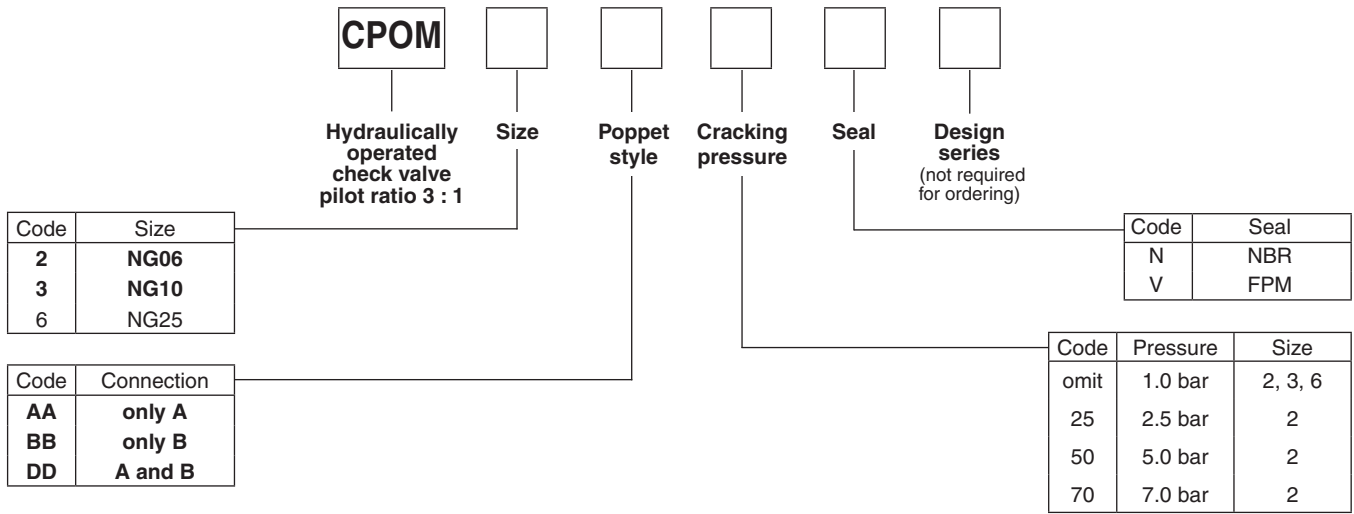 CPOM
Hydraulically
operated
check valve
pilot ratio 3 : 1
Size
Poppet
style
Cracking
pressure
Seal
Design
series
(not required
for ordering)
Code Size
2 NG06
3 NG10
6 NG25
Code Connection
AA only A
BB only B
DD A and B
Code Seal
N NBR
V FPM
Code Pressure Size
omit 1.0 bar 2, 3, 6
25 2.5 bar 2
50 5.0 bar 2
70 7.0 bar 2